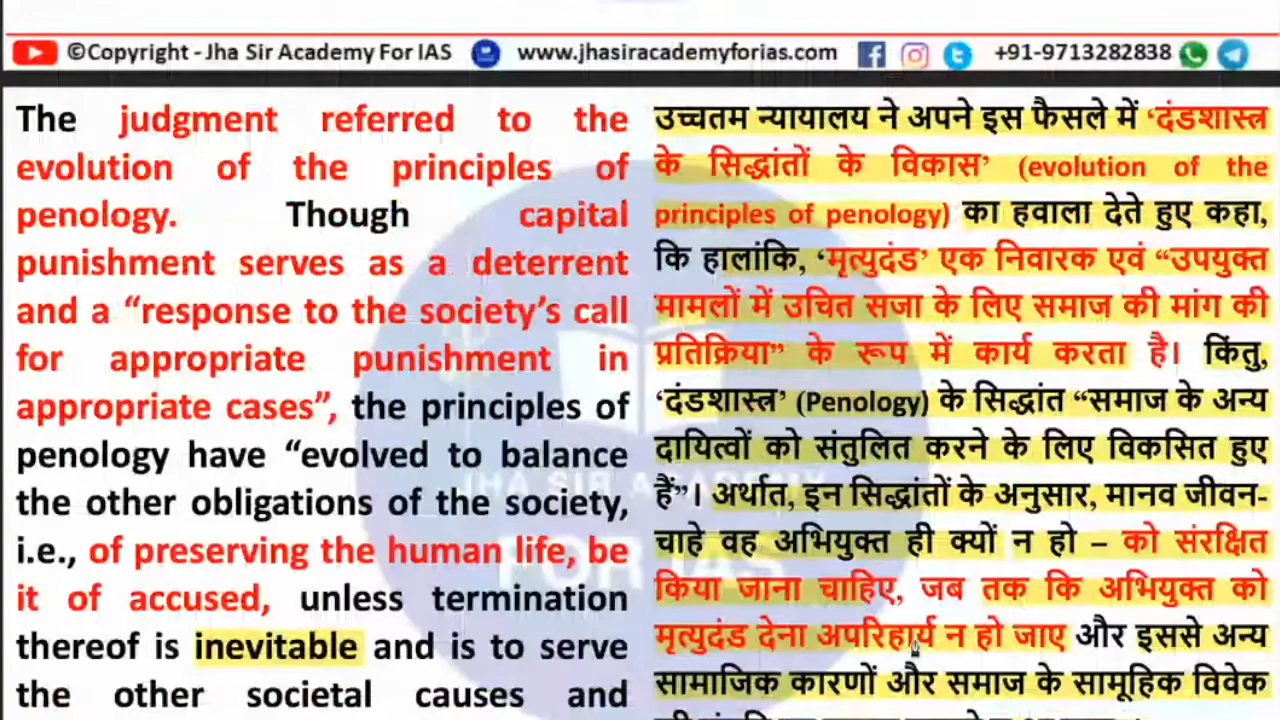 ©Copyright - Jha Sir Academy For IAS www.jhasiracademyforias.com +91-9713282838
The judgment referred to the
evolution of the principles of
penology. Though capital
punishment serves as a deterrent
and a “response to the society’s call
for appropriate punishment in
appropriate cases”, the principles of
penology have “evolved to balance
the other obligations of the society,
i.e., of preserving the human life, be
it of accused, unless termination
thereof is inevitable and is to serve
the other societal causes and
उच्चतम न्यायालय ने अपने इस फैसले में ‘दंडशास्त्र
के सिद्धांतों के विकास’ (evolution of the
principles of penology) का हवाला देते हुए कहा,
कि हालांकि, ‘मृत्युदंड’ एक निवारक एवं “उपयुक्त
मामलों में उचित सजा के लिए समाज की मांग की
प्रतिक्रिया” के रूप में कार्य करता है। किंतु,
‘दंडशास्त्र’ (Penology) के सिद्धांत “समाज के अन्य
दायित्वों को संतुलित करने के लिए विकसित हुए
हैं”। अर्थात, इन सिद्धांतों के अनुसार, मानव जीवन-
चाहे वह अभियुक्त ही क्यों न हो – को संरक्षित
किया जाना चाहिए, जब तक कि अभियुक्त को
मृत्युदंड देना अपरिहार्य न हो जाए और इससे अन्य
सामाजिक कारणों और समाज के सामूहिक विवेक
JHA SIR ACADEMY
FOR IAS